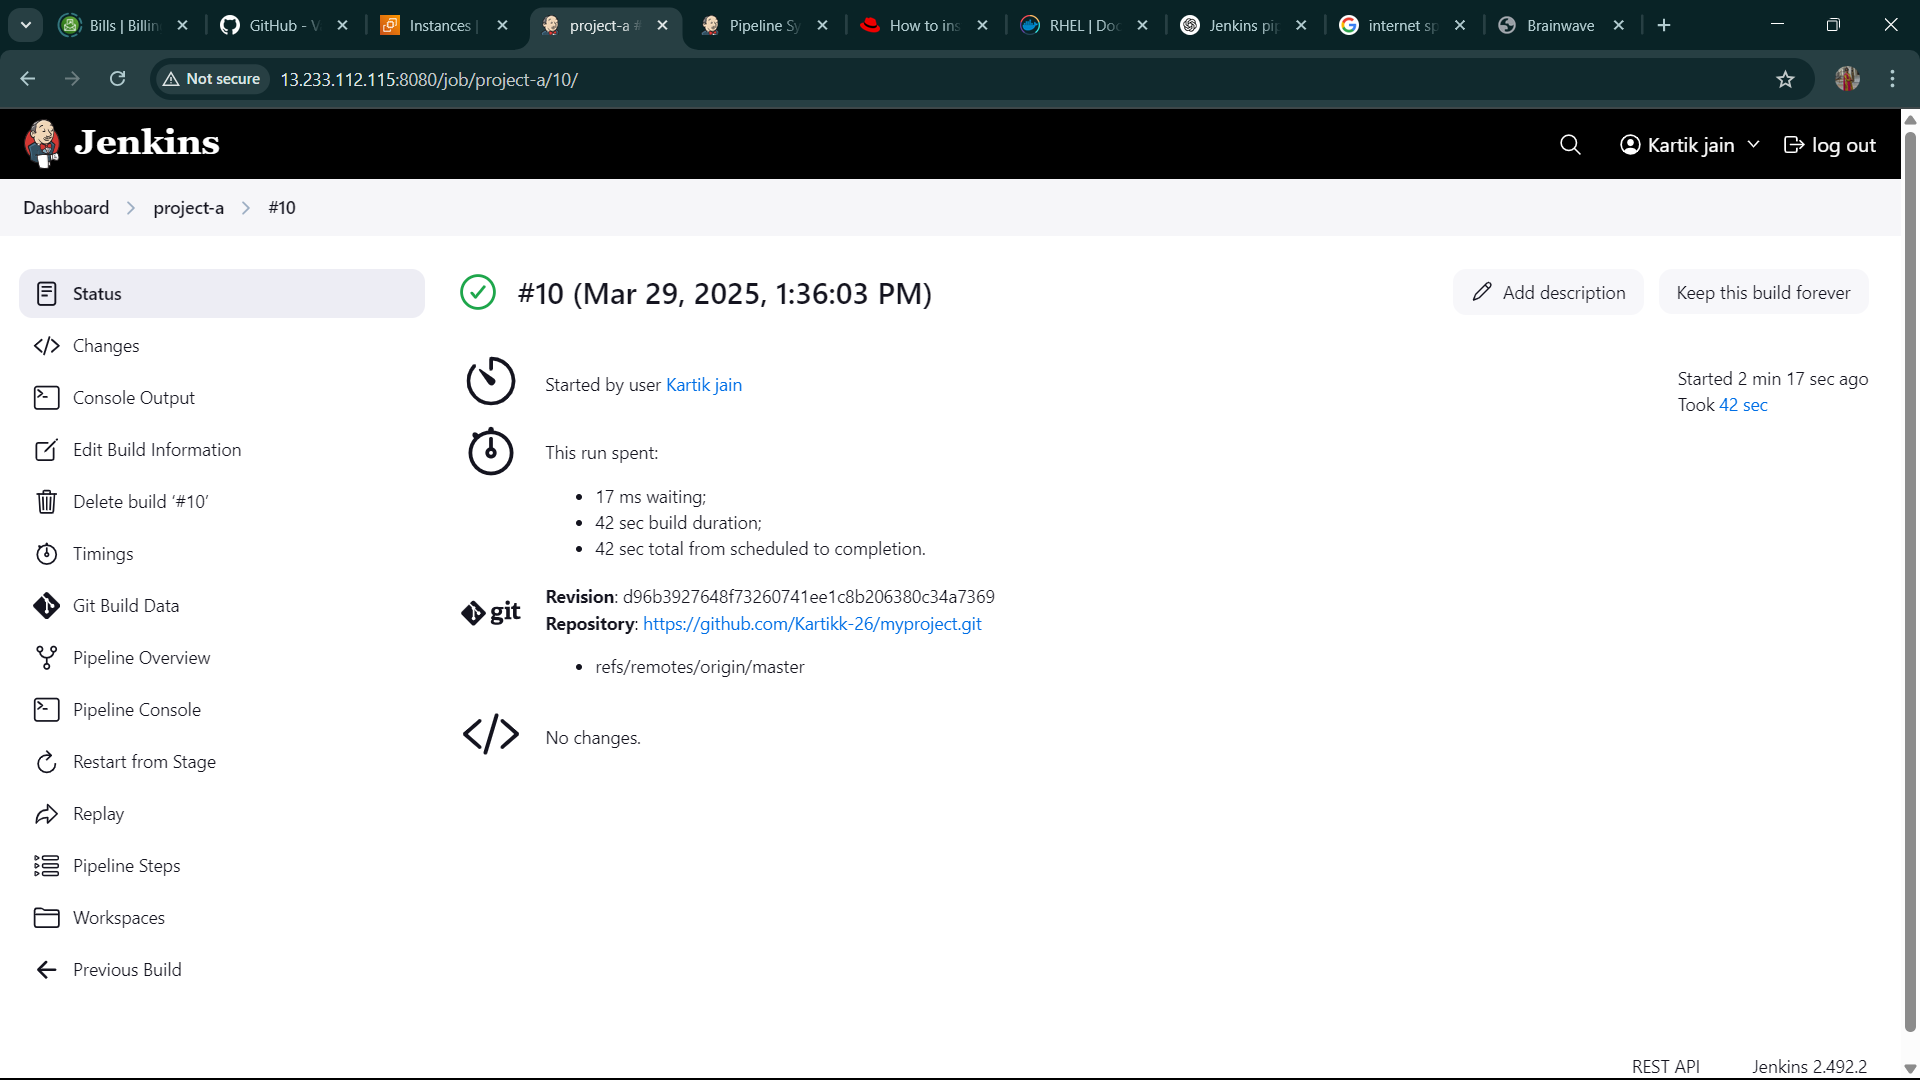 Bills | Billin
GitHub - V
Instances |
project-a #
Pipeline Sy
How to ins
RHEL | Doc
Jenkins pip
internet sp
Brainwave
Not secure
13.233.112.115:8080/job/project-a/10/
Jenkins
Kartik jain
log out
Dashboard
project-a
#10
Status
Changes
Console Output
Edit Build Information
Delete build ‘#10’
Timings
Git Build Data
Pipeline Overview
Pipeline Console
Restart from Stage
Replay
Pipeline Steps
Workspaces
Previous Build
#10 (Mar 29, 2025, 1:36:03 PM)
Add description
Keep this build forever
Started by user Kartik jain
Started 2 min 17 sec ago
Took 42 sec
This run spent:
17 ms waiting;
42 sec build duration;
42 sec total from scheduled to completion.
git
Revision: d96b3927648f73260741ee1c8b206380c34a7369
Repository: https://github.com/Kartikk-26/myproject.git
refs/remotes/origin/master
No changes.
REST API
Jenkins 2.492.2